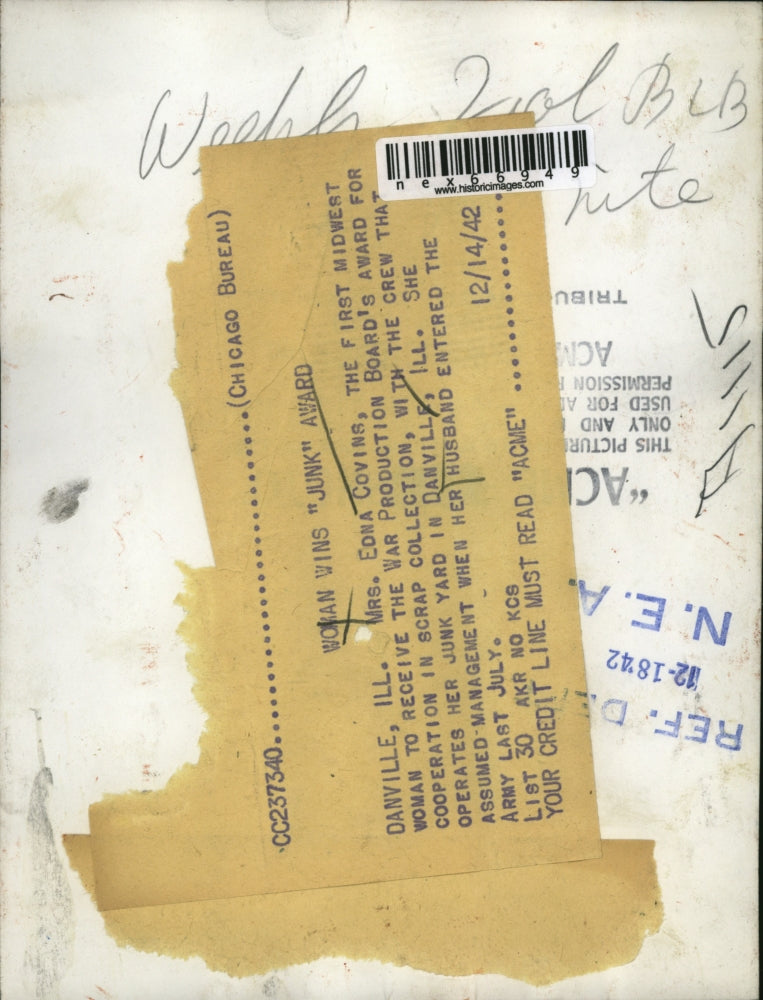 CC237340...............................(CHICAGO BUREAU)
WOMAN WINS "JUNK" AWARD
DANVILLE, ILL. MRS. EDNA COVINS, THE FIRST MIDWEST
WOMAN TO RECEIVE THE WAR PRODUCTION BOARD'S AWARD FOR
COOPERATION IN SCRAP COLLECTION, WITH THE CREW THAT
OPERATES HER JUNK YARD IN DANVILLE, ILL. SHE
ASSUMED MANAGEMENT WHEN HER HUSBAND ENTERED THE
ARMY LAST JULY.
LIST 30 AKR NO KCS 12/14/42
YOUR CREDIT LINE MUST READ "ACME" ................
nex66949
www.historicimages.com
"AC
THIS PICTUR
ONLY AND
USED FOR
PERMISSION
ACM
TRIBU
N.E.A.
12-18'42
REF. D